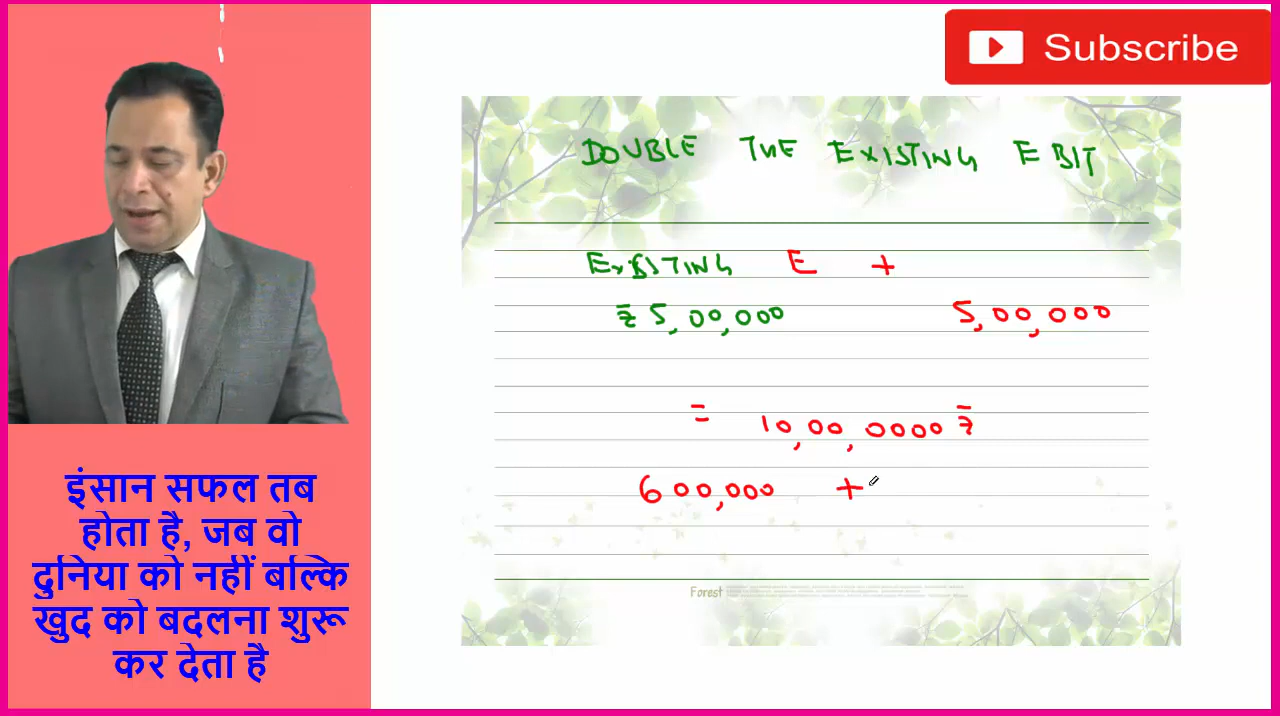 Subscribe
DOUBLE THE EXISTING EBIT
EXISTING E +
₹ 5,00,000 5,00,000
= 10,00,0000 ₹
600,000 +
Forest
इंसान सफल तब
होता है, जब वो
दुनिया को नहीं बल्कि
खुद को बदलना शुरू
कर देता है